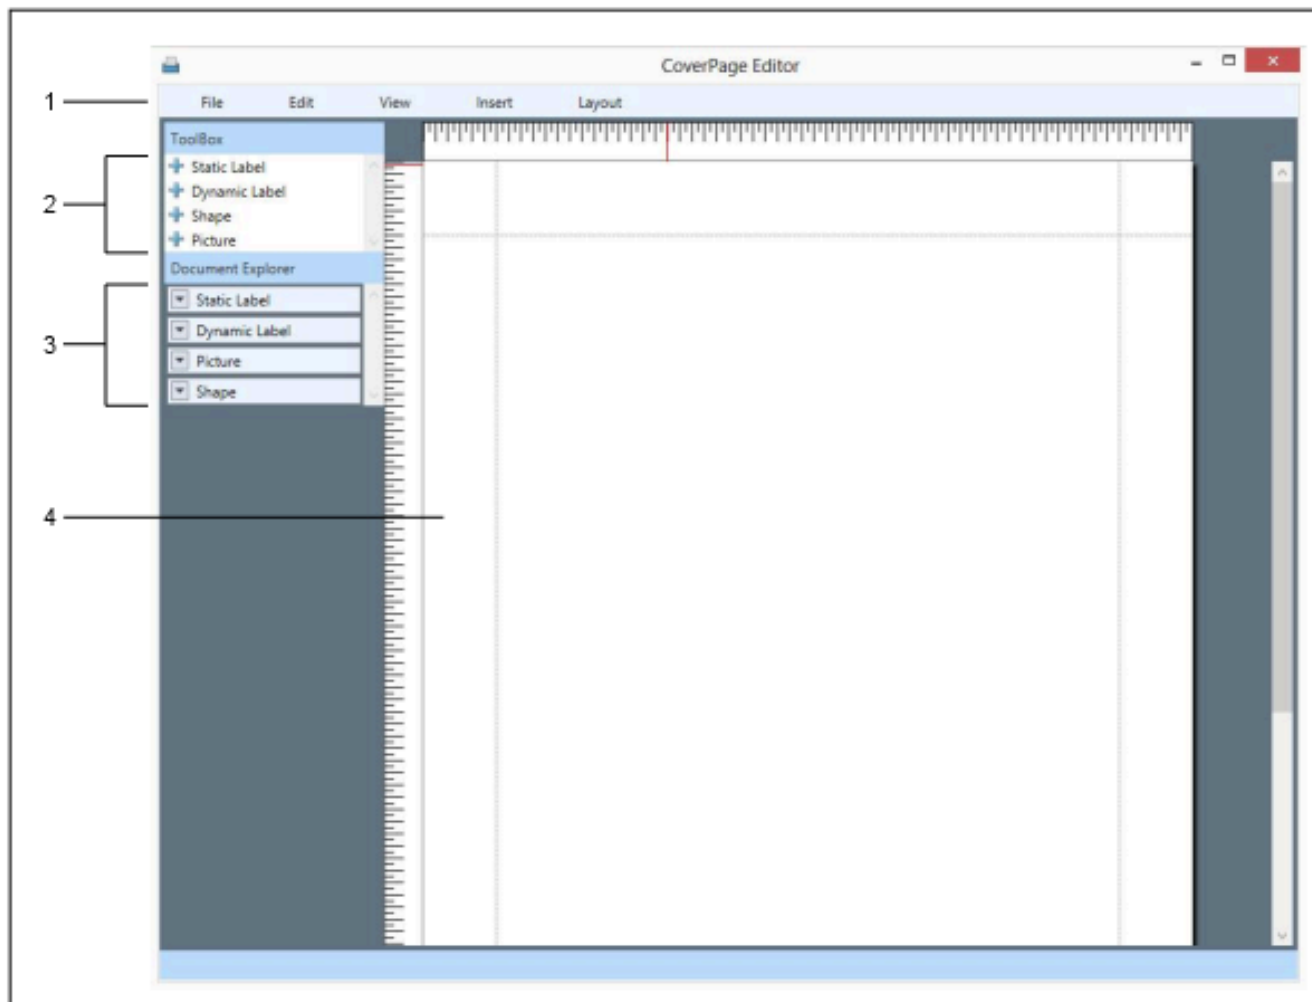 CoverPage Editor
1 File Edit View Insert Layout
ToolBox
Static Label
2 Dynamic Label
Shape
Picture
Document Explorer
Static Label
3 Dynamic Label
Picture
Shape
4